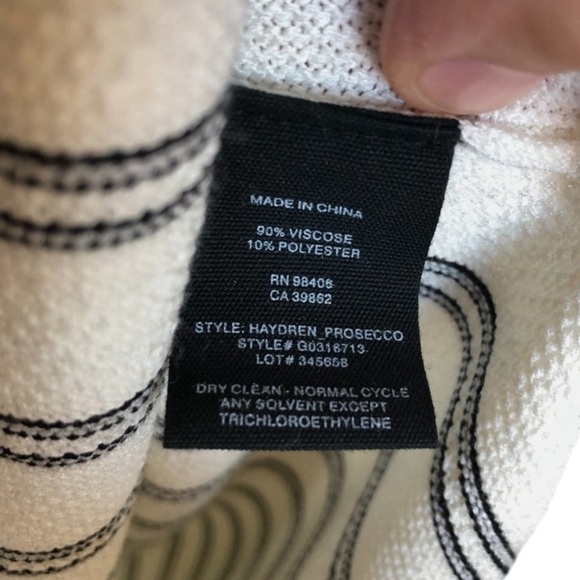 MADE IN CHINA
90% VISCOSE
10% POLYESTER
RN 98406
CA 39862
STYLE: HAYDREN_PROSECCO
STYLE# G0316713
LOT# 345658
DRY CLEAN - NORMAL CYCLE
ANY SOLVENT EXCEPT
TRICHLOROETHYLENE